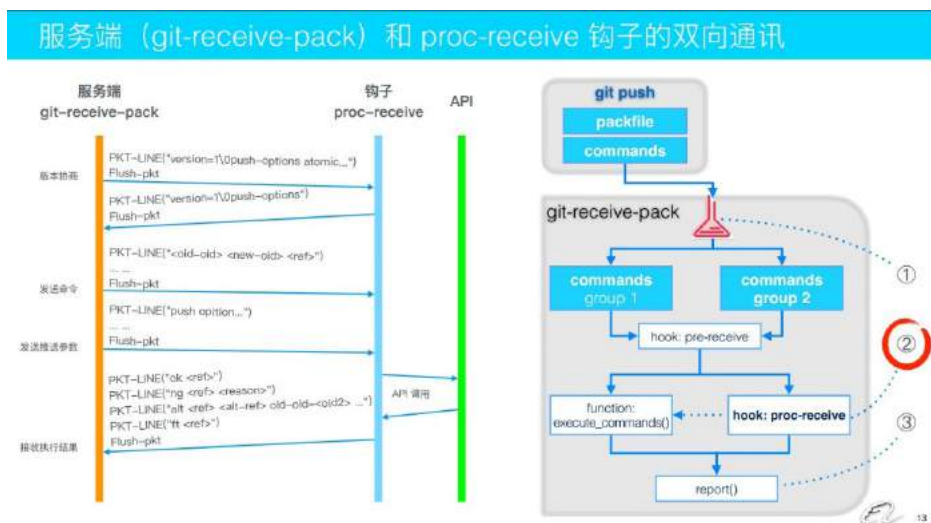 服务端（git-receive-pack）和 proc-receive 钩子的双向通讯
服务端
git-receive-pack
钩子
proc-receive
API
版本协商
PKT-LINE("version=1\0push-options atomic...")
Flush-pkt
PKT-LINE("version=1\0push-options")
Flush-pkt
PKT-LINE("<old-oid> <new-oid> <ref>")
... ...
发送命令
Flush-pkt
PKT-LINE("push option...")
... ...
发送推送参数
Flush-pkt
PKT-LINE("ok <ref>")
PKT-LINE("ng <ref> <reason>")
API 调用
PKT-LINE("alt <ref> <alt-ref> old-oid=<oid2> ...")
PKT-LINE("ft <ref>")
接收执行结果
Flush-pkt
git push
packfile
commands
git-receive-pack
①
commands
group 1
commands
group 2
hook: pre-receive
②
function:
execute_commands()
hook: proc-receive
③
report()
13